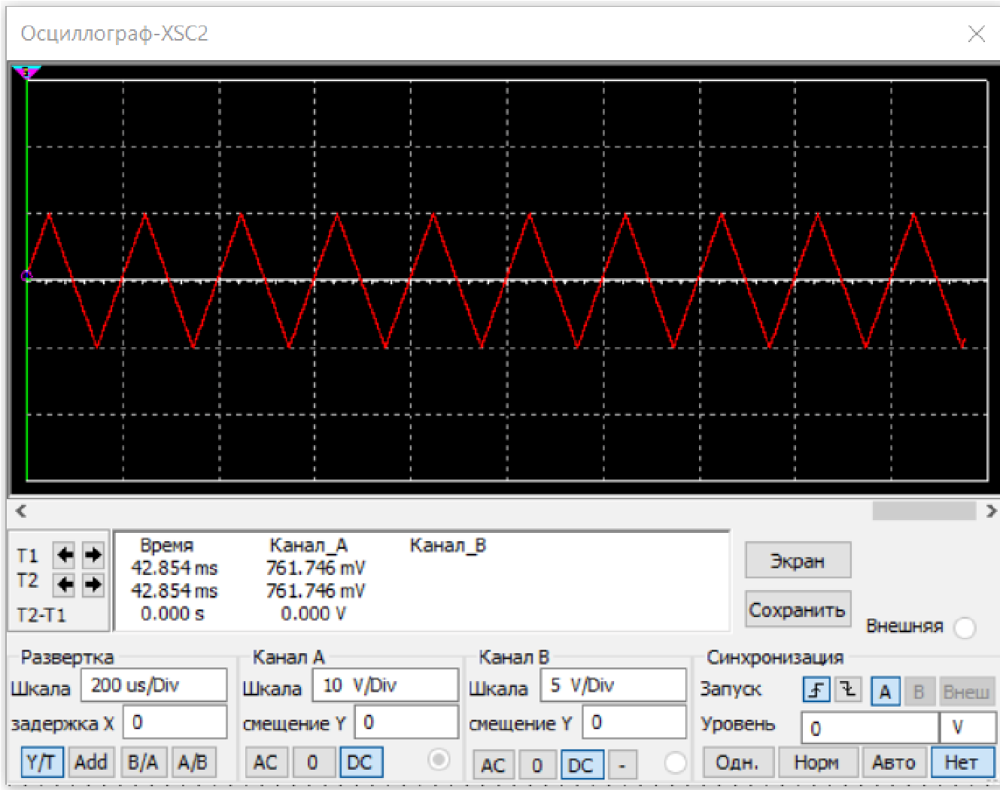 Осциллограф-XSC2
Время Канал_A Канал_B
T1 42.854 ms 761.746 mV
T2 42.854 ms 761.746 mV
T2-T1 0.000 s 0.000 V
Экран
Сохранить
Внешняя
Развертка
Шкала 200 us/Div
задержка X 0
Y/T Add B/A A/B
Канал A
Шкала 10 V/Div
смещение Y 0
AC 0 DC
Канал B
Шкала 5 V/Div
смещение Y 0
AC 0 DC -
Синхронизация
Запуск A B Внеш
Уровень 0 V
Одн. Норм Авто Нет